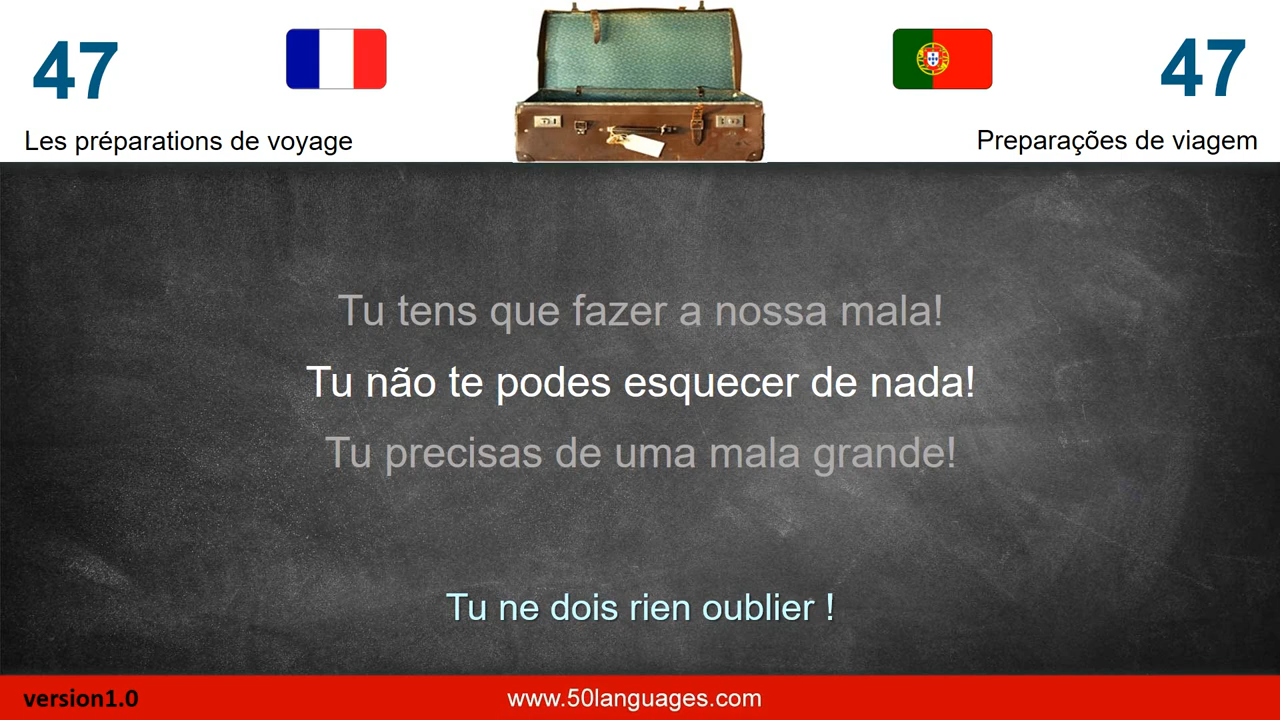 47
47
Les préparations de voyage
Preparações de viagem
Tu tens que fazer a nossa mala!
Tu não te podes esquecer de nada!
Tu precisas de uma mala grande!
Tu ne dois rien oublier !
version1.0
www.50languages.com